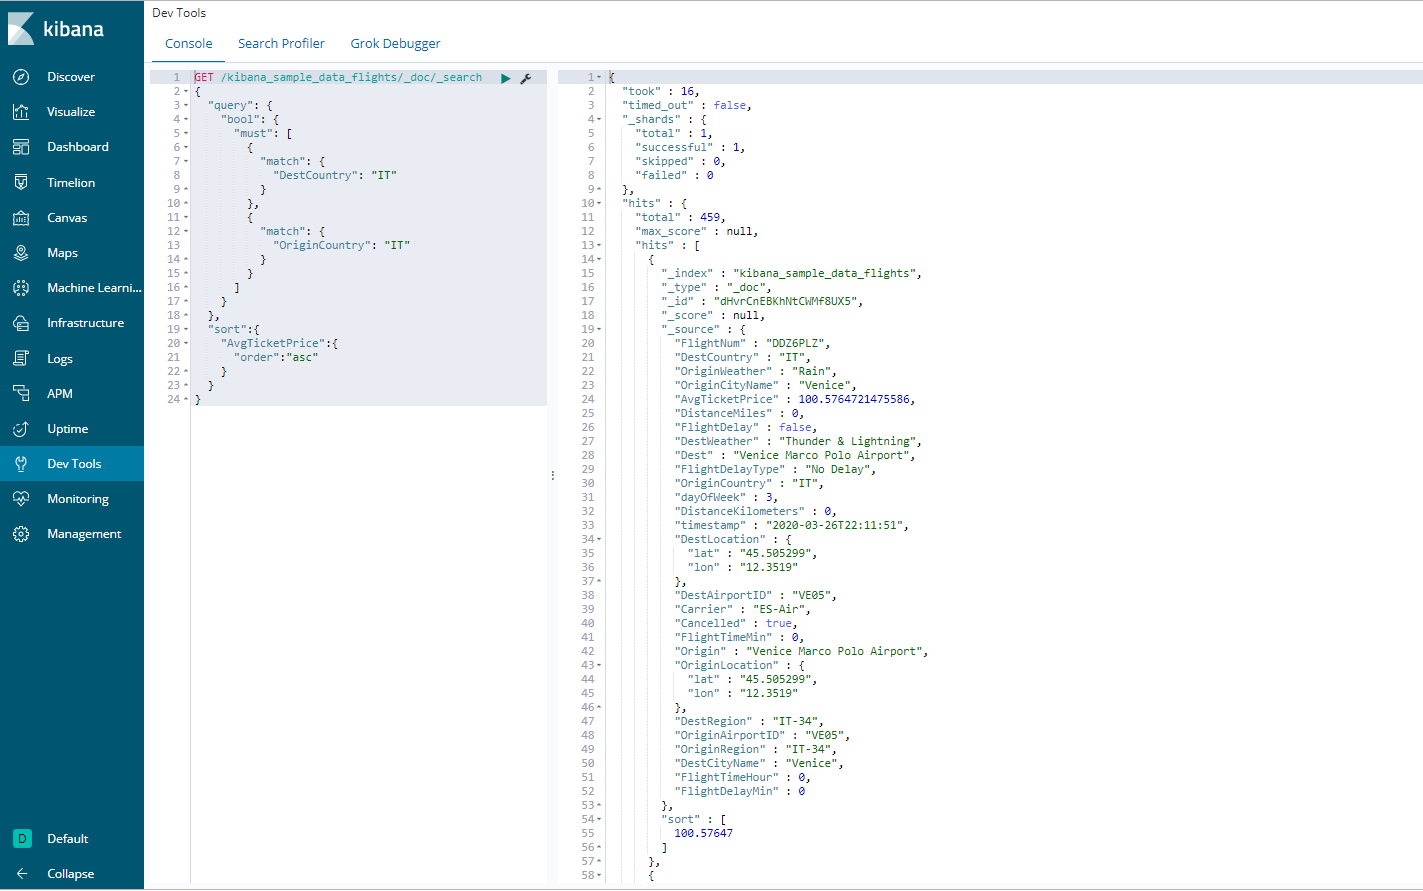 kibana
Discover
Visualize
Dashboard
Timelion
Canvas
Maps
Machine Learni...
Infrastructure
Logs
APM
Uptime
Dev Tools
Monitoring
Management
D Default
Collapse
Dev Tools
Console Search Profiler Grok Debugger
1 GET /kibana_sample_data_flights/_doc/_search
2 {
3 "query": {
4 "bool": {
5 "must": [
6 {
7 "match": {
8 "DestCountry": "IT"
9 }
10 },
11 {
12 "match": {
13 "OriginCountry": "IT"
14 }
15 }
16 ]
17 }
18 },
19 "sort":{
20 "AvgTicketPrice":{
21 "order":"asc"
22 }
23 }
24 }
1 {
2 "took" : 16,
3 "timed_out" : false,
4 "_shards" : {
5 "total" : 1,
6 "successful" : 1,
7 "skipped" : 0,
8 "failed" : 0
9 },
10 "hits" : {
11 "total" : 459,
12 "max_score" : null,
13 "hits" : [
14 {
15 "_index" : "kibana_sample_data_flights",
16 "_type" : "_doc",
17 "_id" : "dHvrCnEBKhNtCWMf8UX5",
18 "_score" : null,
19 "_source" : {
20 "FlightNum" : "DDZ6PLZ",
21 "DestCountry" : "IT",
22 "OriginWeather" : "Rain",
23 "OriginCityName" : "Venice",
24 "AvgTicketPrice" : 100.5764721475586,
25 "DistanceMiles" : 0,
26 "FlightDelay" : false,
27 "DestWeather" : "Thunder & Lightning",
28 "Dest" : "Venice Marco Polo Airport",
29 "FlightDelayType" : "No Delay",
30 "OriginCountry" : "IT",
31 "dayOfWeek" : 3,
32 "DistanceKilometers" : 0,
33 "timestamp" : "2020-03-26T22:11:51",
34 "DestLocation" : {
35 "lat" : "45.505299",
36 "lon" : "12.3519"
37 },
38 "DestAirportID" : "VE05",
39 "Carrier" : "ES-Air",
40 "Cancelled" : true,
41 "FlightTimeMin" : 0,
42 "Origin" : "Venice Marco Polo Airport",
43 "OriginLocation" : {
44 "lat" : "45.505299",
45 "lon" : "12.3519"
46 },
47 "DestRegion" : "IT-34",
48 "OriginAirportID" : "VE05",
49 "OriginRegion" : "IT-34",
50 "DestCityName" : "Venice",
51 "FlightTimeHour" : 0,
52 "FlightDelayMin" : 0
53 },
54 "sort" : [
55 100.57647
56 ]
57 },
58 {